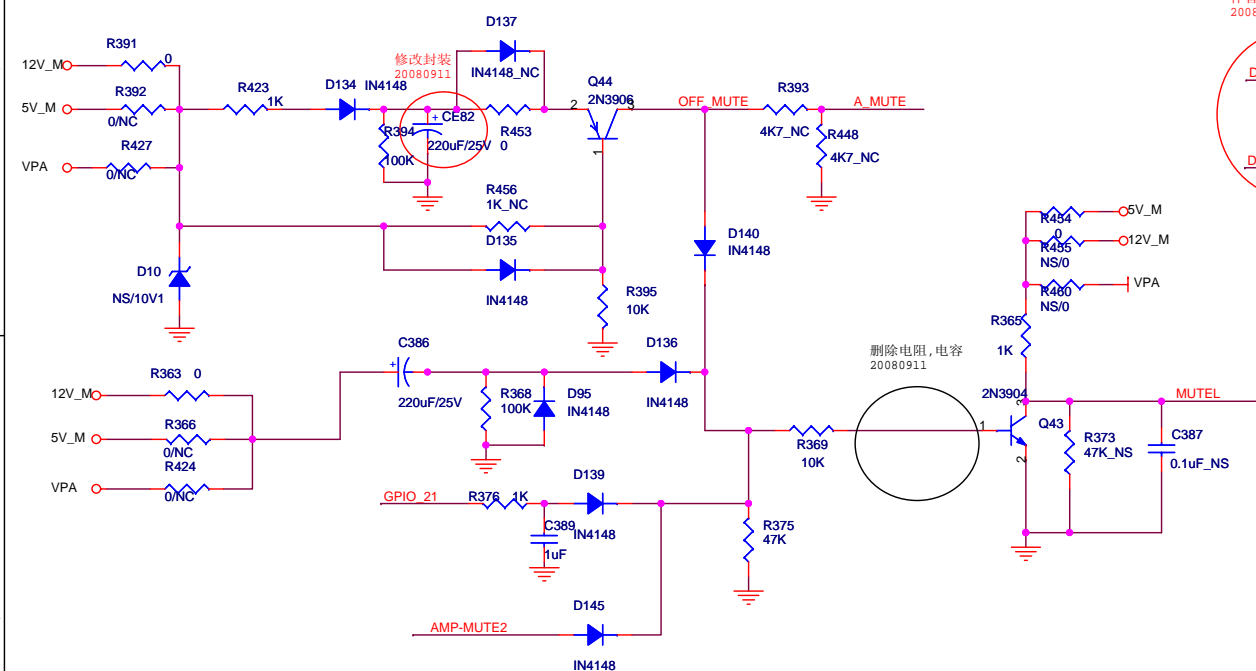 D137
R391
0
12V_M
修改封装
20080911
D134
IN4148
IN4148_NC
Q44
2N3906
R392
0/NC
5V_M
R423
1K
+
CE82
220uF/25V
R394
100K
R453
0
2
3
1
OFF_MUTE
R393
4K7_NC
A_MUTE
R448
4K7_NC
R427
0/NC
VPA
R456
1K_NC
D135
IN4148
D140
IN4148
R454
0
5V_M
R455
NS/0
12V_M
R460
NS/0
VPA
D10
NS/10V1
R395
10K
R365
1K
C386
+
220uF/25V
D136
IN4148
删除电阻,电容
20080911
R363
0
12V_M
R368
100K
D95
IN4148
2N3904
3
MUTEL
R366
0/NC
5V_M
R369
10K
1
Q43
2
R373
47K_NS
C387
0.1uF_NS
R424
0/NC
VPA
GPIO_21
R376
1K
D139
IN4148
C389
1uF
R375
47K
D145
AMP-MUTE2
IN4148
D
D